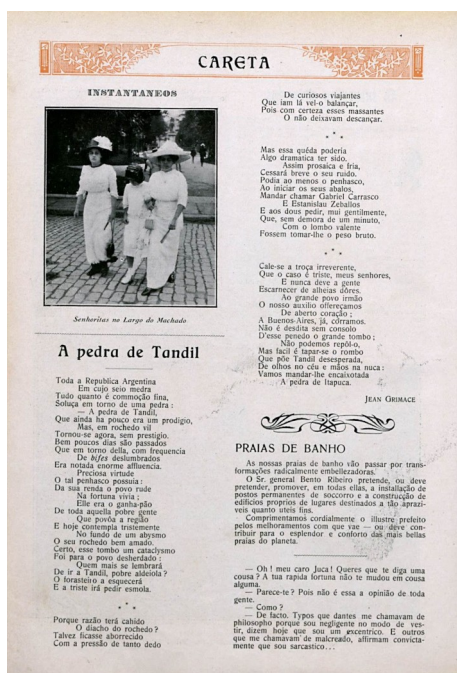 CARETA
INSTANTANEOS
Senhoritas no Largo do Machado
A pedra de Tandil
Toda a Republica Argentina
Em cujo seio medra
Tudo quanto é commoção fina,
Soluça em torno de uma pedra:
— A pedra de Tandil,
Que ainda ha pouco era um prodigio,
Mas, em rochedo vil
Tornou-se agora, sem prestigio.
Bem poucos dias são passados
Que em torno della, com frequencia
De bifes deslumbrados
Era notada enorme affluencia.
Preciosa virtude
O tal penhasco possuia:
Da sua renda o povo rude
Na fortuna vivia;
Elle era o ganha-pão
De toda aquella pobre gente
Que povôa a região
E hoje contempla tristemente
No fundo de um abysmo
O seu rochedo bem amado.
Certo, esse tombo um cataclysmo
Foi para o povo desherdado:
Quem mais se lembrará
De ir a Tandil, pobre aldeiola?
O forasteiro a esquecerá
E a triste irá pedir esmola.
* * *
Porque razão terá cahido
O diacho do rochedo?
Talvez ficasse aborrecido
Com a pressão de tanto dedo
De curiosos viajantes
Que iam lá vel-o balançar,
Pois com certeza esses massantes
O não deixavam descançar.
* * *
Mas essa quéda poderia
Algo dramatica ter sido.
Assim prosaica e fria,
Cessará breve o seu ruido.
Podia ao menos o penhasco,
Ao iniciar os seus abalos,
Mandar chamar Gabriel Carrasco
E Estanislau Zeballos
E aos dous pedir, mui gentilmente,
Que, sem demora de um minuto,
Com o lombo valente
Fossem tomar-lhe o peso bruto.
* * *
Cale-se a troça irreverente,
Que o caso é triste, meus senhores,
E nunca deve a gente
Escarnecer de alheias dôres.
Ao grande povo irmão
O nosso auxilio offereçamos
De aberto coração;
A Buenos-Aires, já, côrramos.
Não é desdita sem consolo
D'esse penedo o grande tombo;
Não podemos repôl-o,
Mas facil é tapar-se o rombo
Que põe Tandil desesperada,
De olhos no céu e mãos na nuca:
Vamos mandar-lhe encaixotada
A pedra de Itapuca.
JEAN GRIMACE
PRAIAS DE BANHO
As nossas praias de banho vão passar por trans-
formações radicalmente embellezadoras.
O Sr. general Bento Ribeiro pretende, ou deve
pretender, promover, em todas ellas, a installação de
postos permanentes de soccorro e a construcção de
edificios proprios de lugares destinados a tão aprazi-
veis quanto uteis fins.
Comprimentamos cordialmente o illustre prefeito
pelos melhoramentos com que vae — ou deve con-
tribuir para o esplendor e conforto das mais bellas
praias do planeta.
— Oh! meu caro Juca! Queres que te diga uma
cousa? A tua rapida fortuna não te mudou em cousa
alguma.
— Parece-te? Pois não é essa a opinião de toda
gente.
— Como?
— De facto. Typos que dantes me chamavam de
philosopho porque sou negligente no modo de ves-
tir, dizem hoje que sou um excentrico. E outros
que me chamavam de malcreado, affirmam convicta-
mente que sou sarcastico...